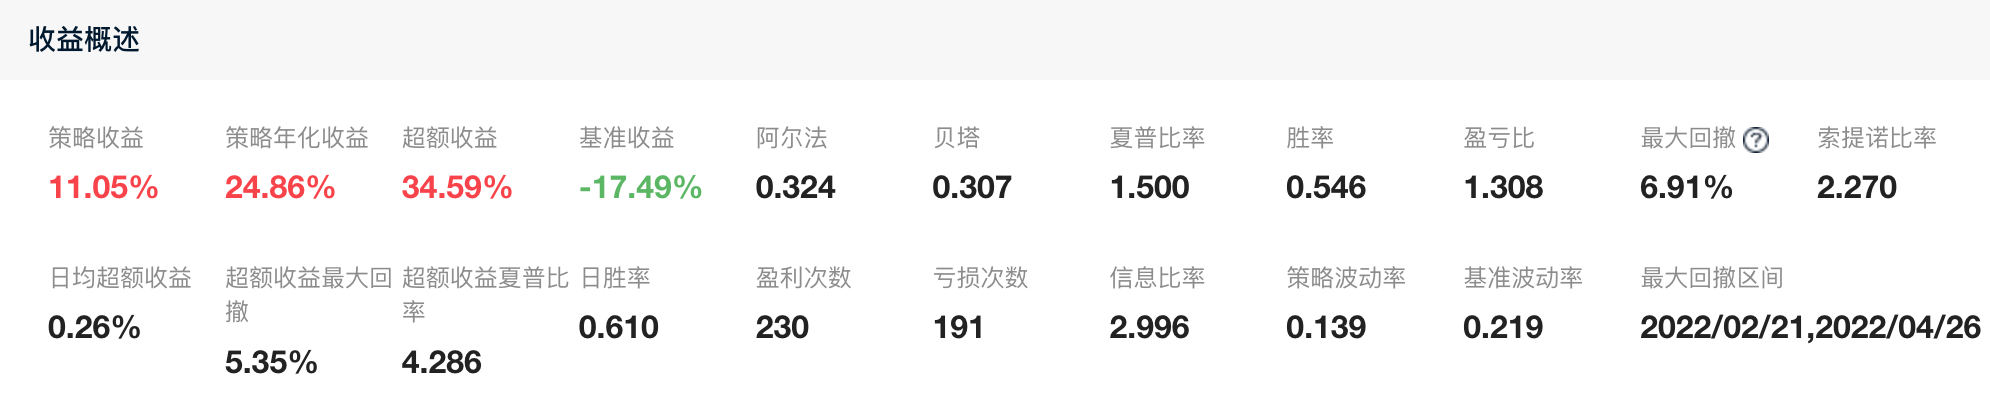 收益概述
策略收益 策略年化收益 超额收益 基准收益 阿尔法 贝塔 夏普比率 胜率 盈亏比 最大回撤 ? 索提诺比率
11.05% 24.86% 34.59% -17.49% 0.324 0.307 1.500 0.546 1.308 6.91% 2.270
日均超额收益 超额收益最大回 超额收益夏普比 日胜率 盈利次数 亏损次数 信息比率 策略波动率 基准波动率 最大回撤区间
撤 率
0.26% 0.610 230 191 2.996 0.139 0.219 2022/02/21,2022/04/26
5.35% 4.286